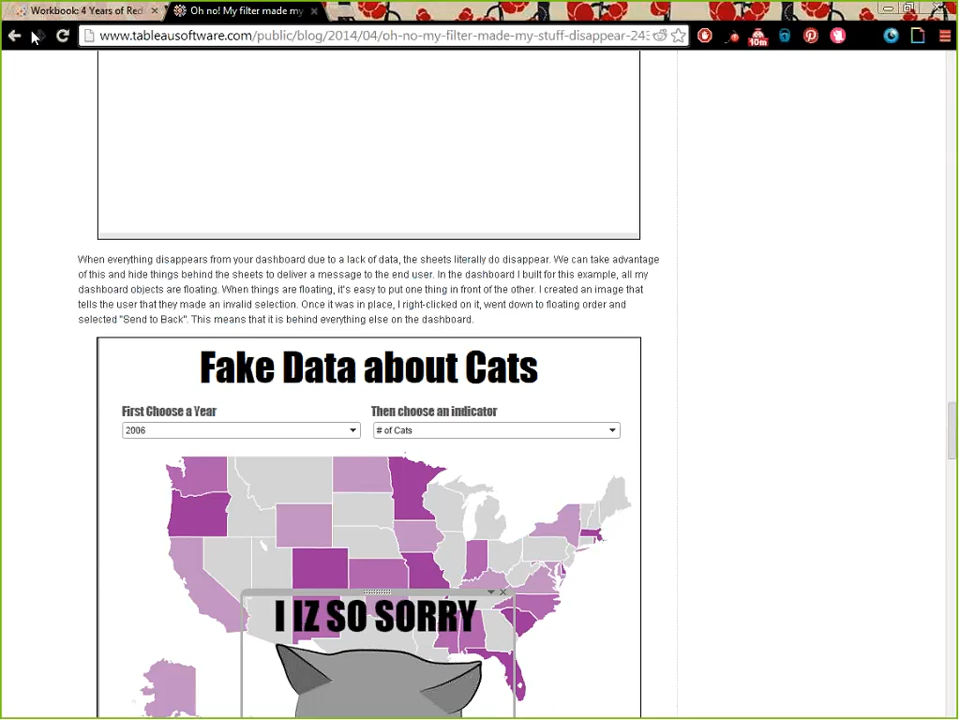 Workbook: 4 Years of Red
Oh no! My filter made my
www.tableausoftware.com/public/blog/2014/04/oh-no-my-filter-made-my-stuff-disappear-24
10m
When everything disappears from your dashboard due to a lack of data, the sheets literally do disappear. We can take advantage
of this and hide things behind the sheets to deliver a message to the end user. In the dashboard I built for this example, all my
dashboard objects are floating. When things are floating, it's easy to put one thing in front of the other. I created an image that
tells the user that they made an invalid selection. Once it was in place, I right-clicked on it, went down to floating order and
selected "Send to Back". This means that it is behind everything else on the dashboard.
Fake Data about Cats
First Choose a Year
Then choose an indicator
2006
# of Cats
I IZ SO SORRY